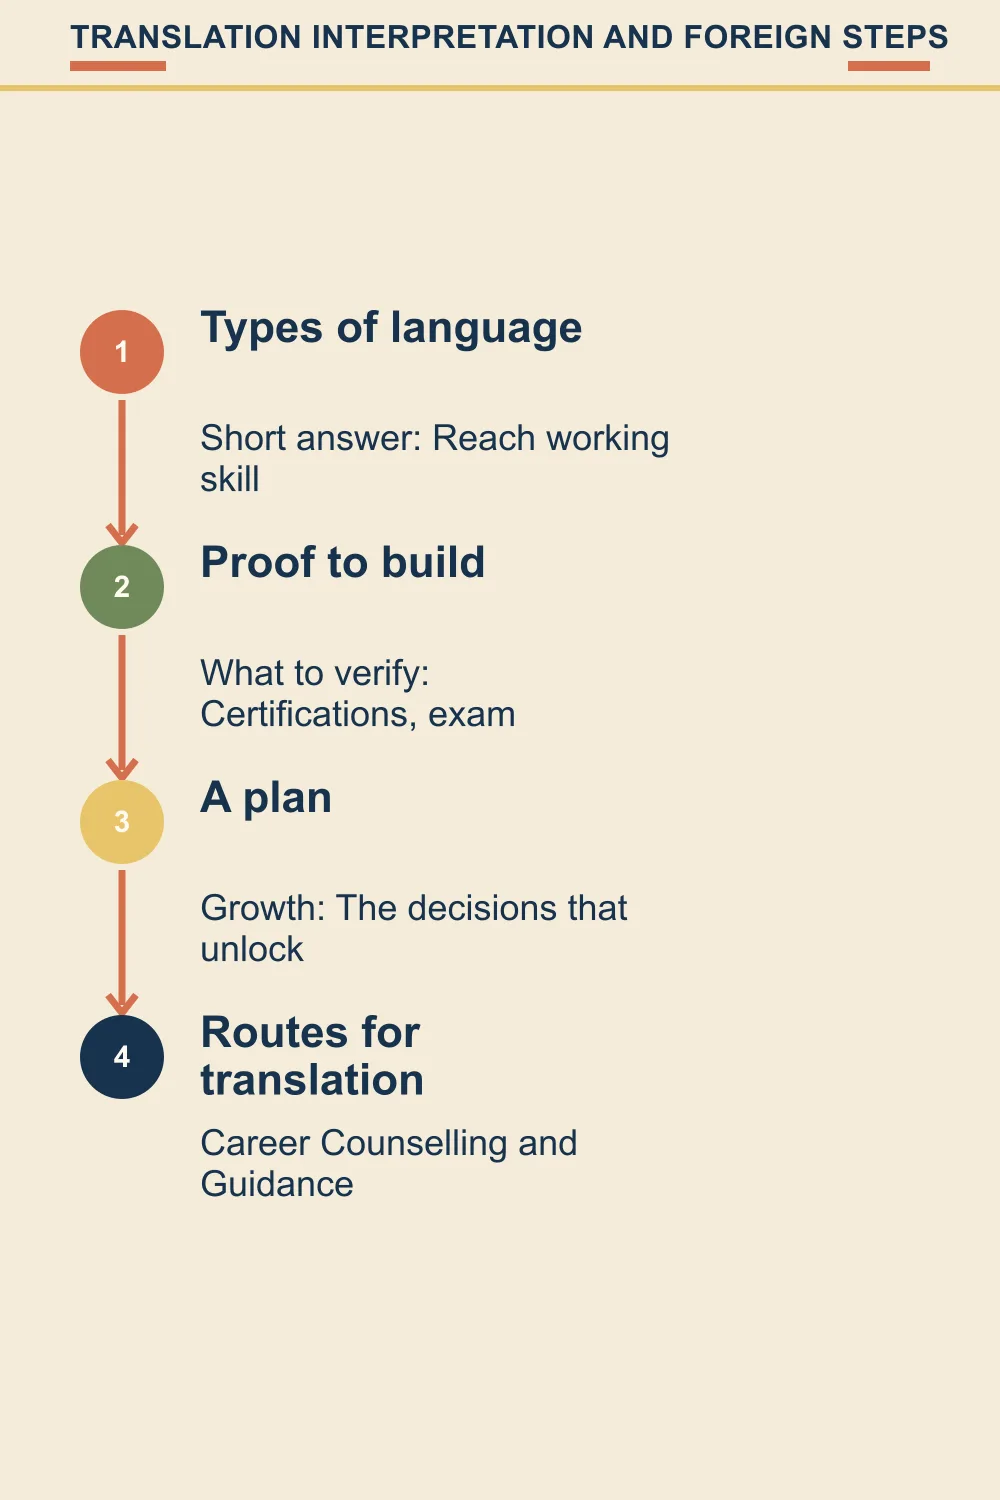 TRANSLATION INTERPRETATION AND FOREIGN STEPS
1
Types of language
Short answer: Reach working
skill
2
Proof to build
What to verify:
Certifications, exam
3
A plan
Growth: The decisions that
unlock
4
Routes for
translation
Career Counselling and
Guidance